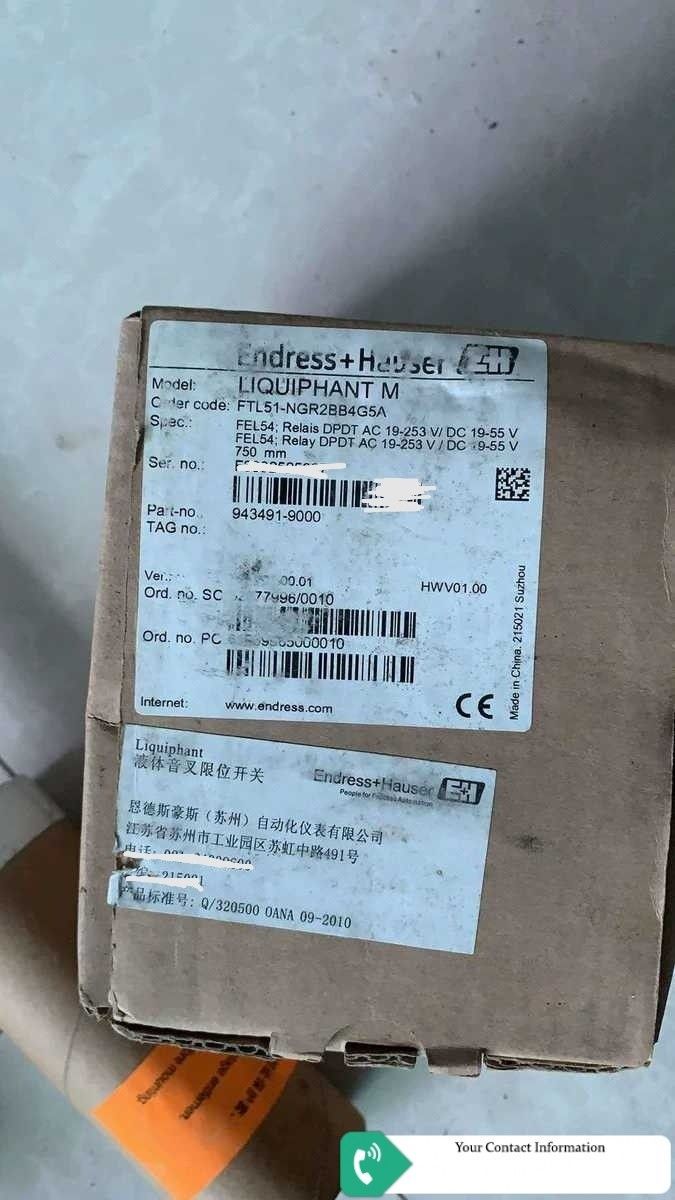 Endress+Hauser E+H
Model: LIQUIPHANT M
Order code: FTL51-NGR2BB4G5A
Spec.: FEL54; Relais DPDT AC 19-253 V/ DC 19-55 V
FEL54; Relay DPDT AC 19-253 V / DC 19-55 V
750 mm
Ser. no.:
Part-no.: 943491-9000
TAG no.:
Ver.: 00.01 HWV01.00
Ord. no. SO 77996/0010
Ord. no. PO
Internet: www.endress.com CE
Made in China, 215021 Suzhou
Liquiphant
液体音叉限位开关
Endress+Hauser E+H
People for Process Automation
恩德斯豪斯（苏州）自动化仪表有限公司
江苏省苏州市工业园区苏虹中路491号
电话:
产品标准号: Q/320500 OANA 09-2010
mounting
Your Contact Information